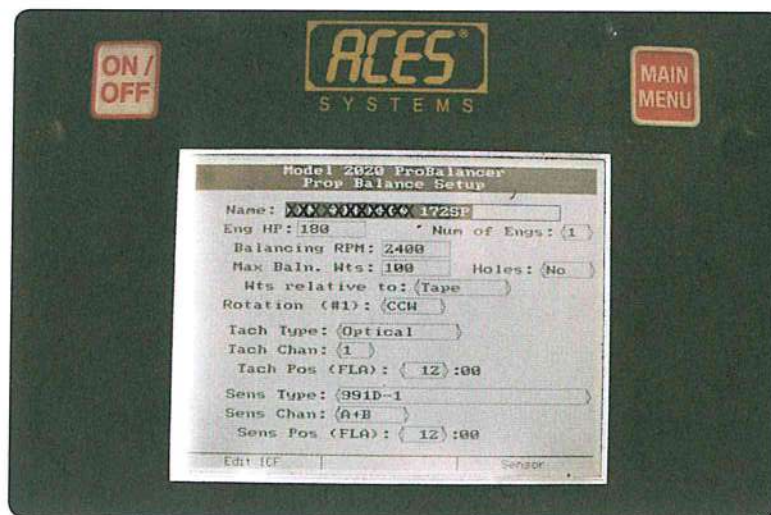 ON /
OFF
ACES®
SYSTEMS
MAIN
MENU
Model 2020 ProBalancer
Prop Balance Setup
Name: XXX-XXXXXXX 172SP
Eng HP: 180 Num of Engs: ⟨1⟩
Balancing RPM: 2400
Max Baln. Wts: 100 Holes: ⟨No⟩
Wts relative to: ⟨Tape⟩
Rotation (#1): ⟨CCW⟩
Tach Type: ⟨Optical⟩
Tach Chan: ⟨1⟩
Tach Pos (FLA): ⟨12⟩:00
Sens Type: ⟨991D-1⟩
Sens Chan: ⟨A+B⟩
Sens Pos (FLA): ⟨12⟩:00
Edit ICF Sensor